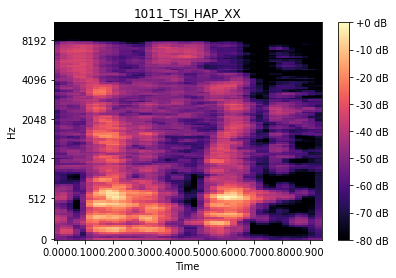 1011_TSI_HAP_XX
Hz
8192
4096
2048
1024
512
0
0.0000.1000.2000.3000.4000.5000.6000.7000.8000.900
Time
+0 dB
-10 dB
-20 dB
-30 dB
-40 dB
-50 dB
-60 dB
-70 dB
-80 dB